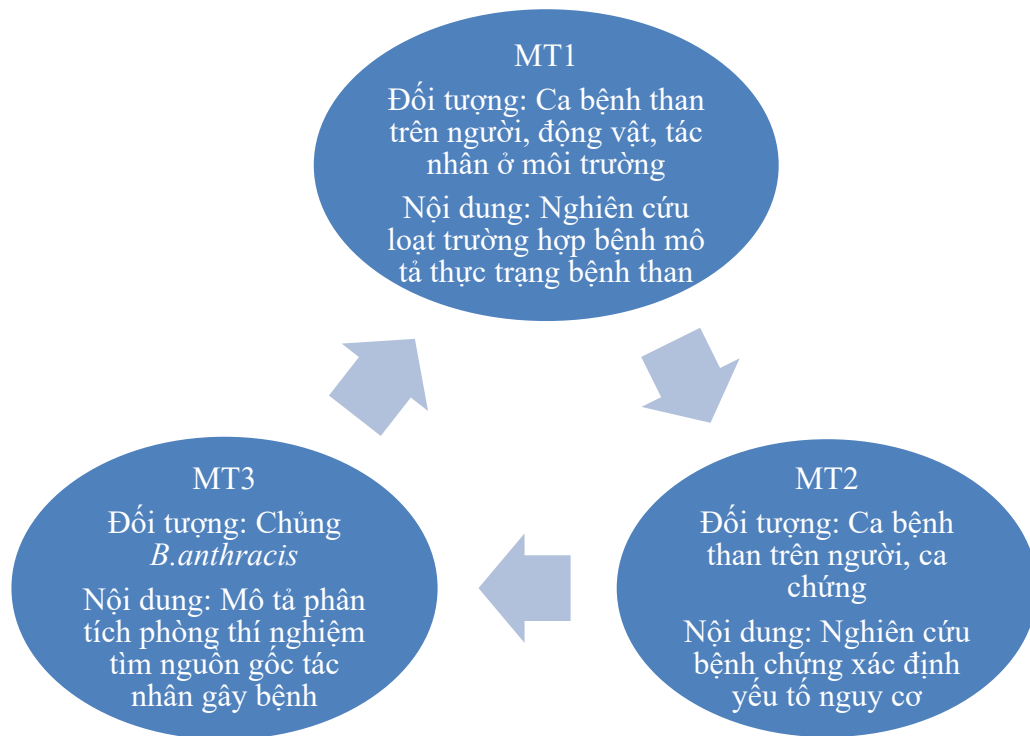 MT1
Đối tượng: Ca bệnh than
trên người, động vật, tác
nhân ở môi trường
Nội dung: Nghiên cứu
loạt trường hợp bệnh mô
tả thực trạng bệnh than
MT3
Đối tượng: Chủng
B.anthracis
Nội dung: Mô tả phân
tích phòng thí nghiệm
tìm nguồn gốc tác
nhân gây bệnh
MT2
Đối tượng: Ca bệnh
than trên người, ca
chứng
Nội dung: Nghiên cứu
bệnh chứng xác định
yếu tố nguy cơ